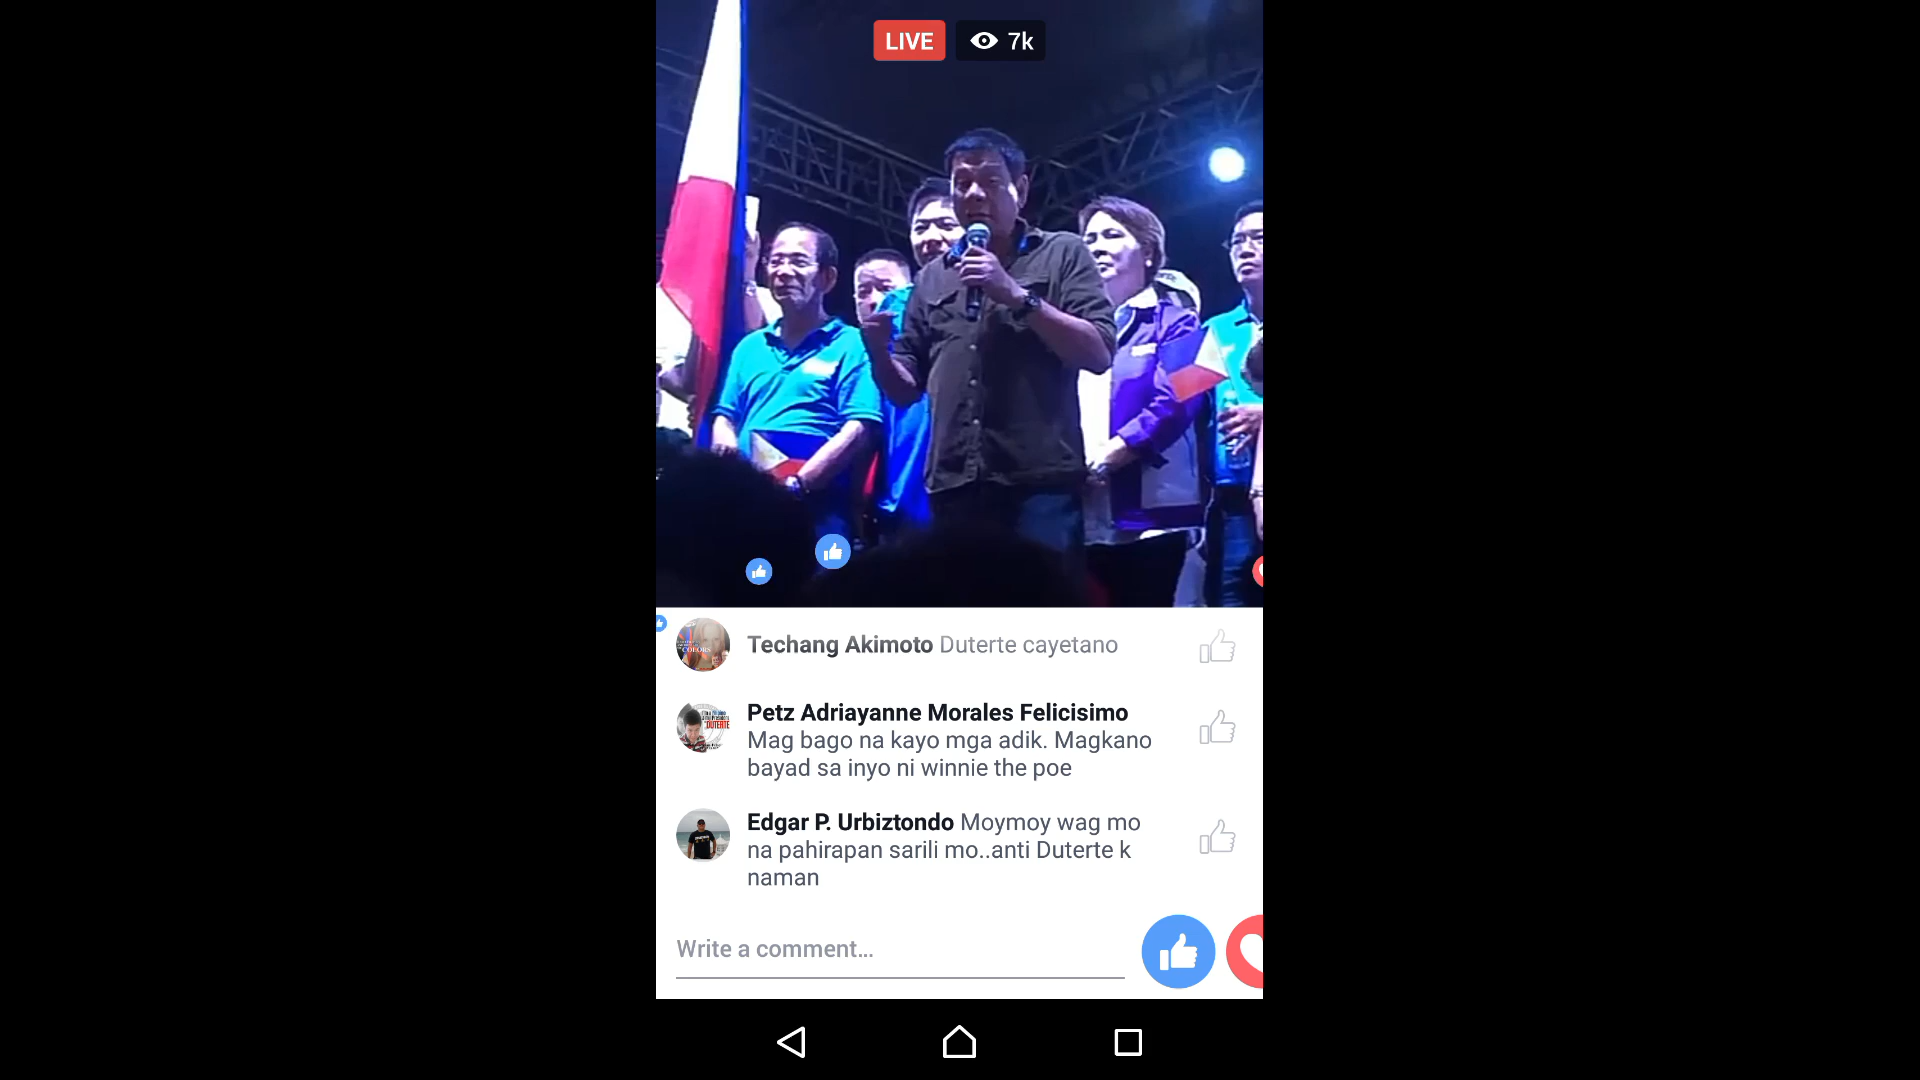 LIVE 7k
Techang Akimoto Duterte cayetano
COLORS
DUTERTE
Petz Adriayanne Morales Felicisimo
Mag bago na kayo mga adik. Magkano
bayad sa inyo ni winnie the poe
Edgar P. Urbiztondo Moymoy wag mo
na pahirapan sarili mo..anti Duterte k
naman
Write a comment...